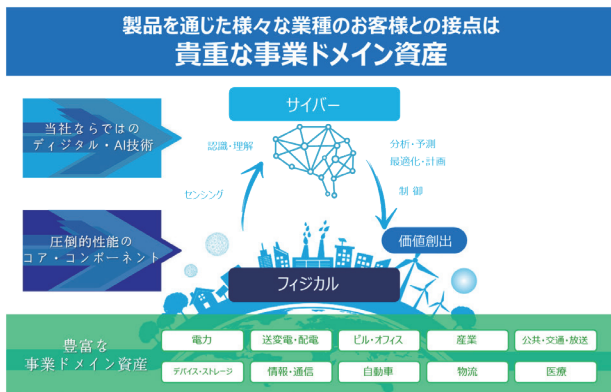 製品を通じた様々な業種のお客様との接点は
貴重な事業ドメイン資産
サイバー
当社ならではの
ディジタル・AI技術
認識・理解
分析・予測
最適化・計画
センシング
制御
圧倒的性能の
コア・コンポーネント
価値創出
フィジカル
豊富な
事業ドメイン資産
電力
送変電・配電
ビル・オフィス
産業
公共・交通・放送
デバイス・ストレージ
情報・通信
自動車
物流
医療